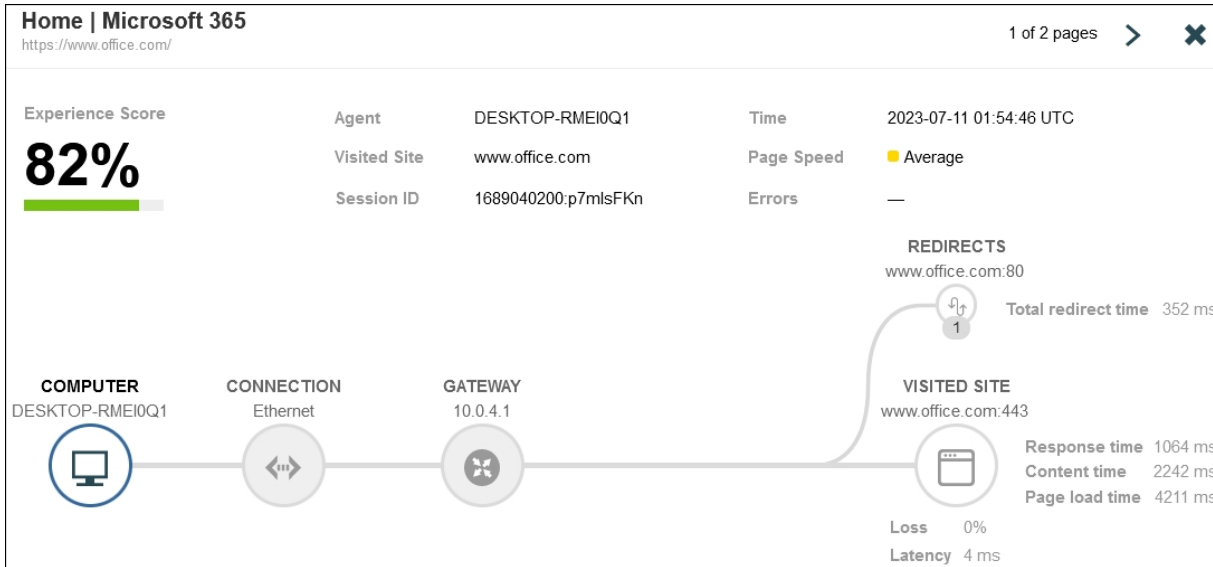 Home | Microsoft 365
https://www.office.com/
1 of 2 pages
Experience Score
82%
Agent DESKTOP-RMEI0Q1
Visited Site www.office.com
Session ID 1689040200:p7mlsFKn
Time 2023-07-11 01:54:46 UTC
Page Speed Average
Errors —
REDIRECTS
www.office.com:80
1
Total redirect time 352 ms
COMPUTER
DESKTOP-RMEI0Q1
CONNECTION
Ethernet
GATEWAY
10.0.4.1
VISITED SITE
www.office.com:443
Response time 1064 ms
Content time 2242 ms
Page load time 4211 ms
Loss 0%
Latency 4 ms